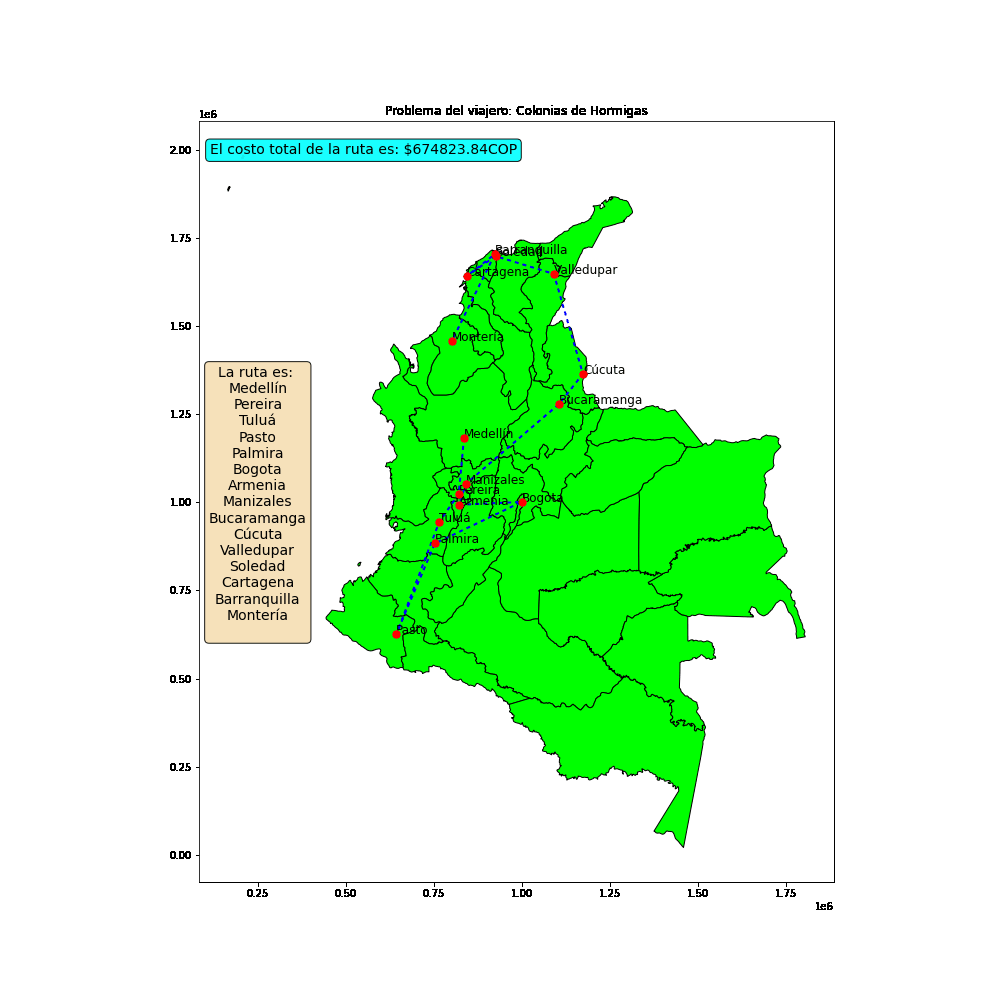 Problema del viajero: Colonias de Hormigas
1e6
2.00
El costo total de la ruta es: $674823.84COP
1.75
1.50
1.25
1.00
0.75
0.50
0.25
0.00
Barranquilla
Soledad
Cartagena
Valledupar
Montería
Cúcuta
Bucaramanga
Medellín
Manizales
Pereira
Armenia
Bogota
Tuluá
Palmira
Pasto
La ruta es:
Medellín
Pereira
Tuluá
Pasto
Palmira
Bogota
Armenia
Manizales
Bucaramanga
Cúcuta
Valledupar
Soledad
Cartagena
Barranquilla
Montería
0.25 0.50 0.75 1.00 1.25 1.50 1.75
1e6